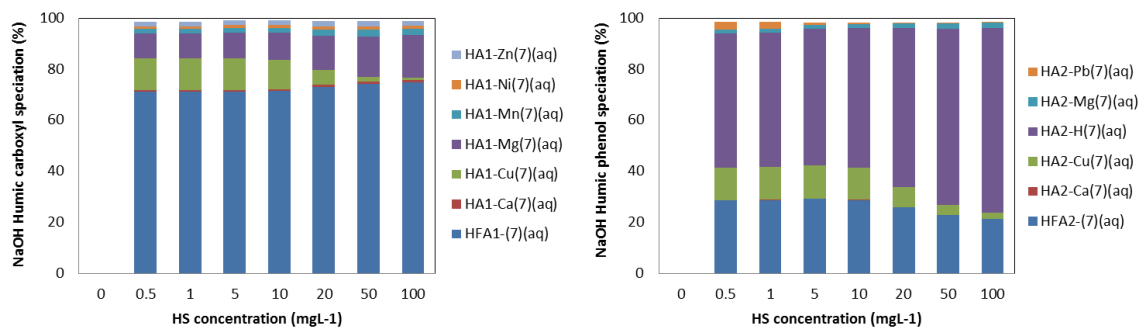 NaOH Humic carboxyl speciation (%)
100
80
60
40
20
0
0 0.5 1 5 10 20 50 100
HS concentration (mgL-1)
HA1-Zn(7)(aq)
HA1-Ni(7)(aq)
HA1-Mn(7)(aq)
HA1-Mg(7)(aq)
HA1-Cu(7)(aq)
HA1-Ca(7)(aq)
HFA1-(7)(aq)
NaOH Humic phenol speciation (%)
100
80
60
40
20
0
0 0.5 1 5 10 20 50 100
HS concentration (mgL-1)
HA2-Pb(7)(aq)
HA2-Mg(7)(aq)
HA2-H(7)(aq)
HA2-Cu(7)(aq)
HA2-Ca(7)(aq)
HFA2-(7)(aq)